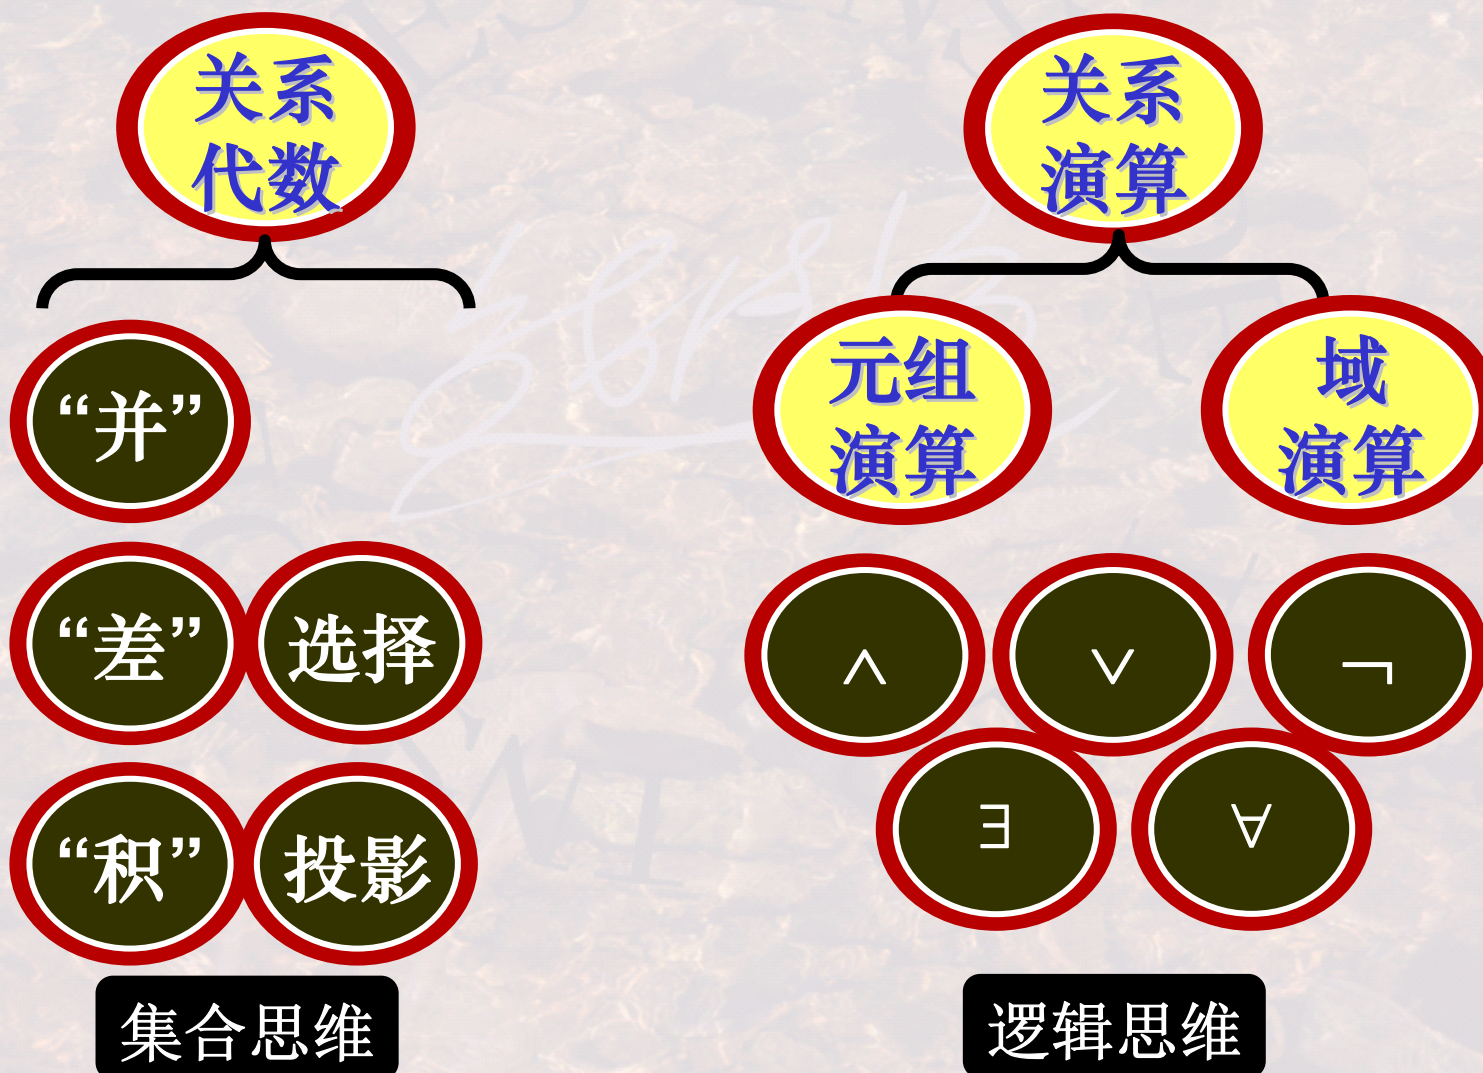 关系
代数
“并”
“差”
选择
“积”
投影
集合思维
关系
演算
元组
演算
域
演算
∧
∨
¬
∃
∀
逻辑思维